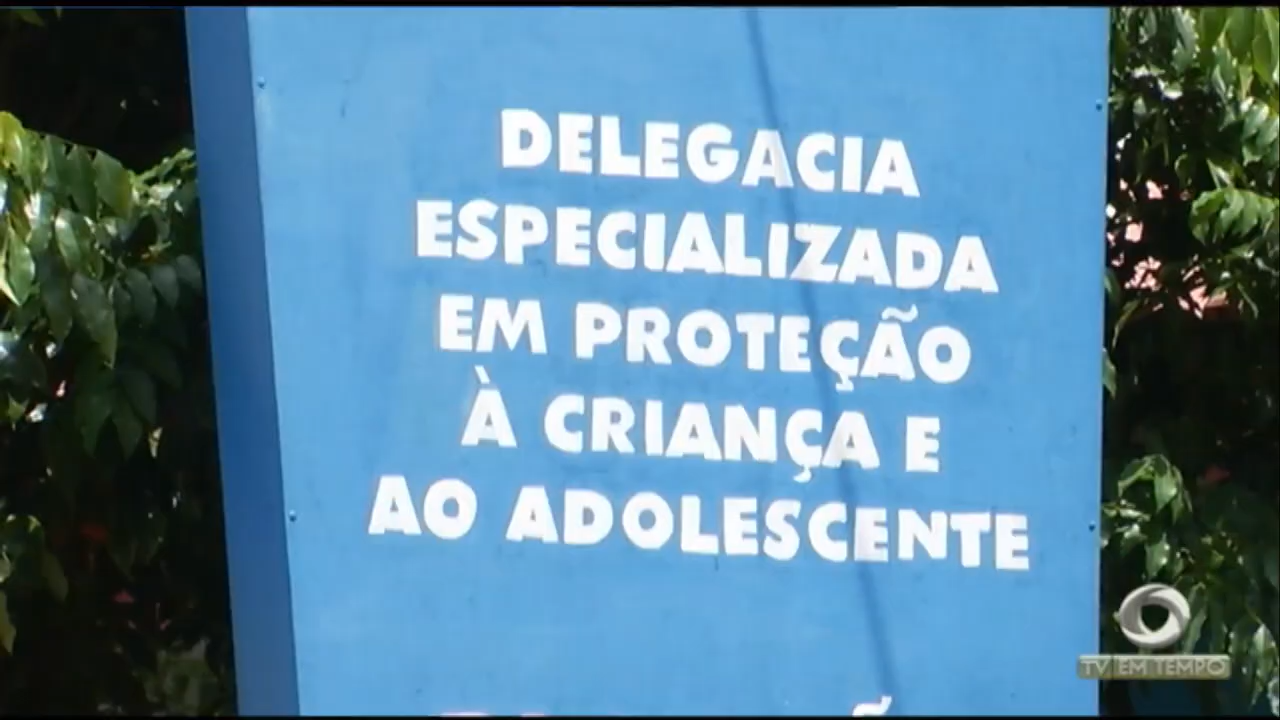 DELEGACIA
ESPECIALIZADA
EM PROTEÇÃO
À CRIANÇA E
AO ADOLESCENTE
TV EM TEMPO